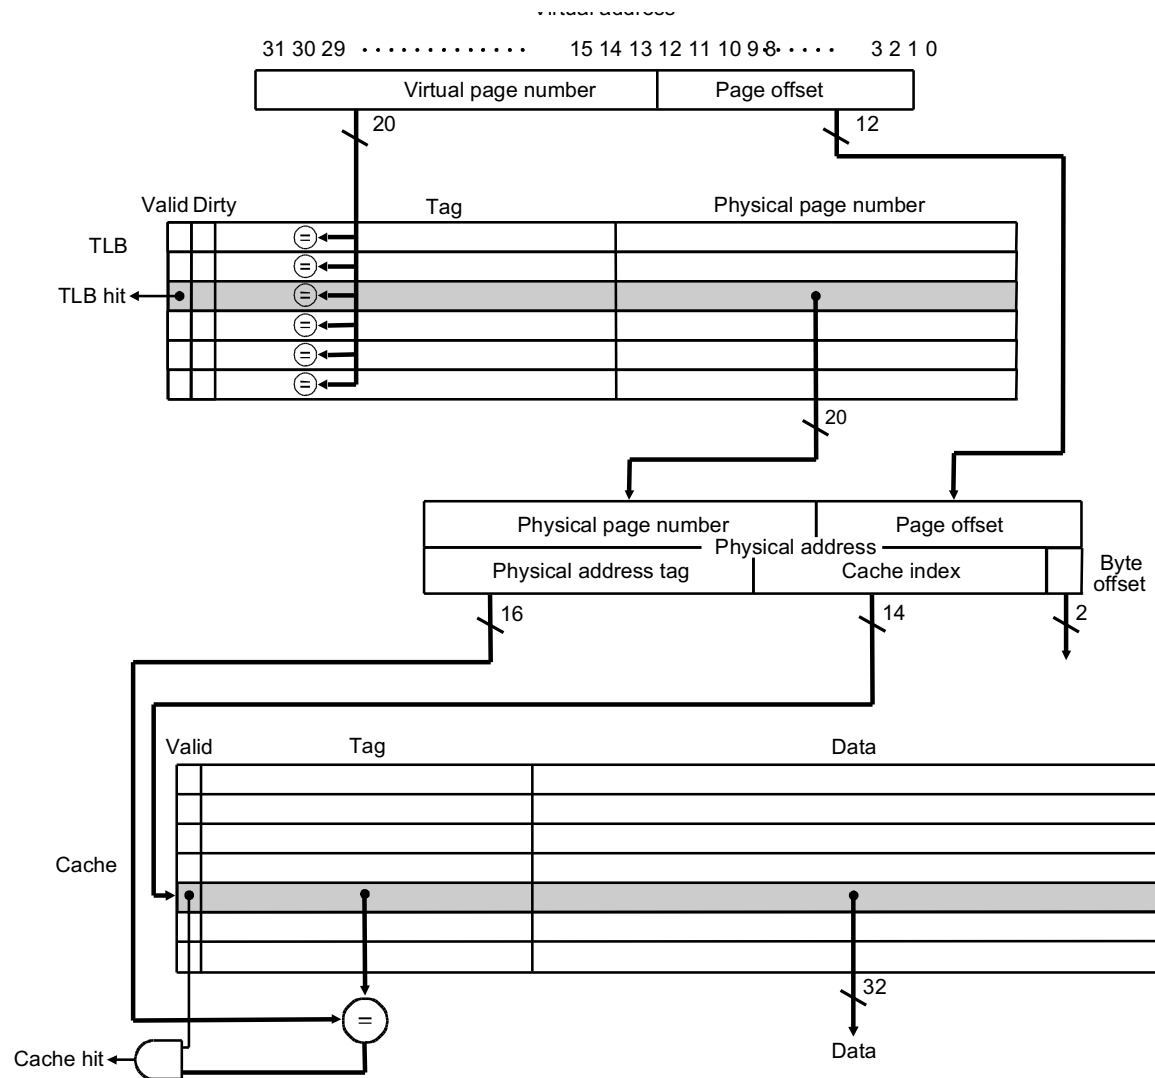 Virtual address
31 30 29 ·············· 15 14 13 12 11 10 9 8 ······ 3 2 1 0
Virtual page number Page offset
20 12
Valid Dirty Tag Physical page number
TLB
=
=
TLB hit =
=
=
=
20
Physical page number Page offset
Physical address
Physical address tag Cache index Byte offset
16 14 2
Valid Tag Data
Cache
32
=
Cache hit Data